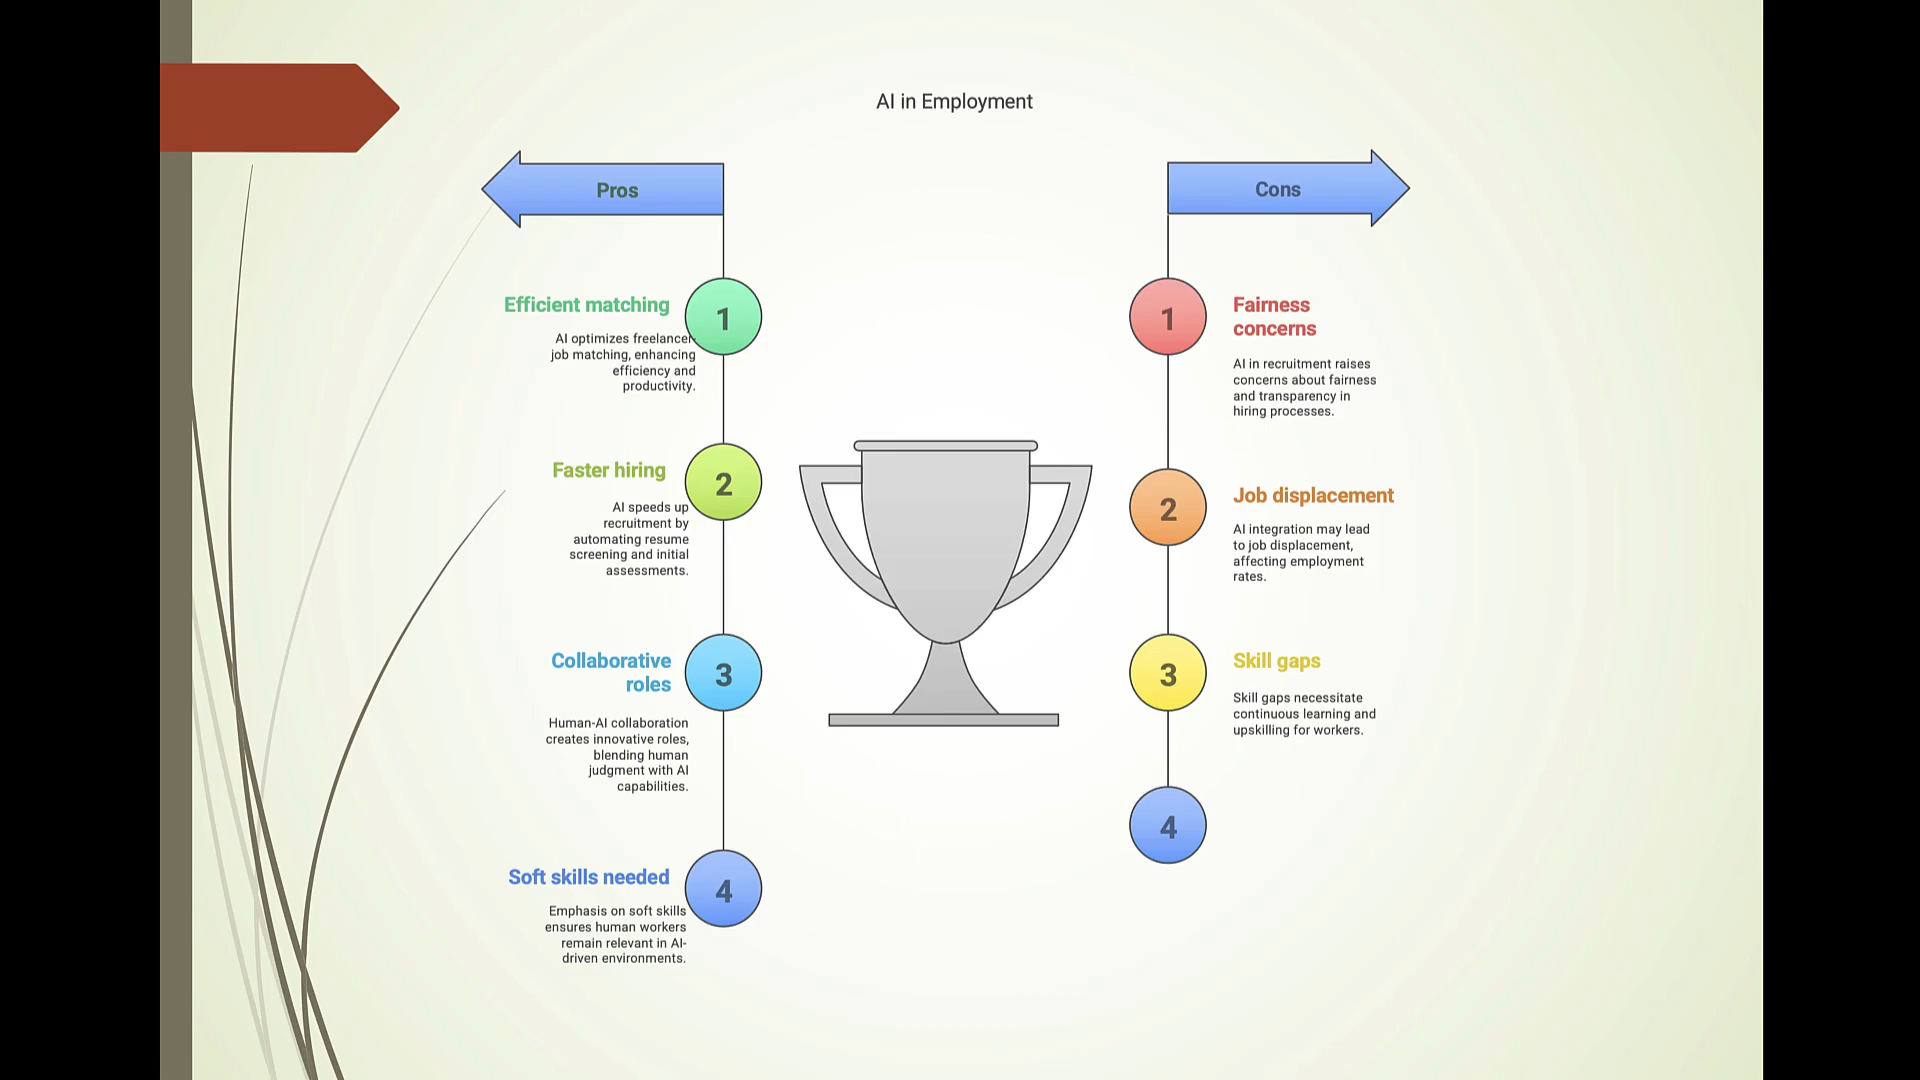 AI in Employment
Pros
Efficient matching
1
AI optimizes freelancer-
job matching, enhancing
efficiency and
productivity.
Faster hiring
2
AI speeds up
recruitment by
automating resume
screening and initial
assessments.
Collaborative
roles
3
Human-AI collaboration
creates innovative roles,
blending human
judgment with AI
capabilities.
Soft skills needed
4
Emphasis on soft skills
ensures human workers
remain relevant in AI-
driven environments.
Cons
1
Fairness
concerns
AI in recruitment raises
concerns about fairness
and transparency in
hiring processes.
2
Job displacement
AI integration may lead
to job displacement,
affecting employment
rates.
3
Skill gaps
Skill gaps necessitate
continuous learning and
upskilling for workers.
4